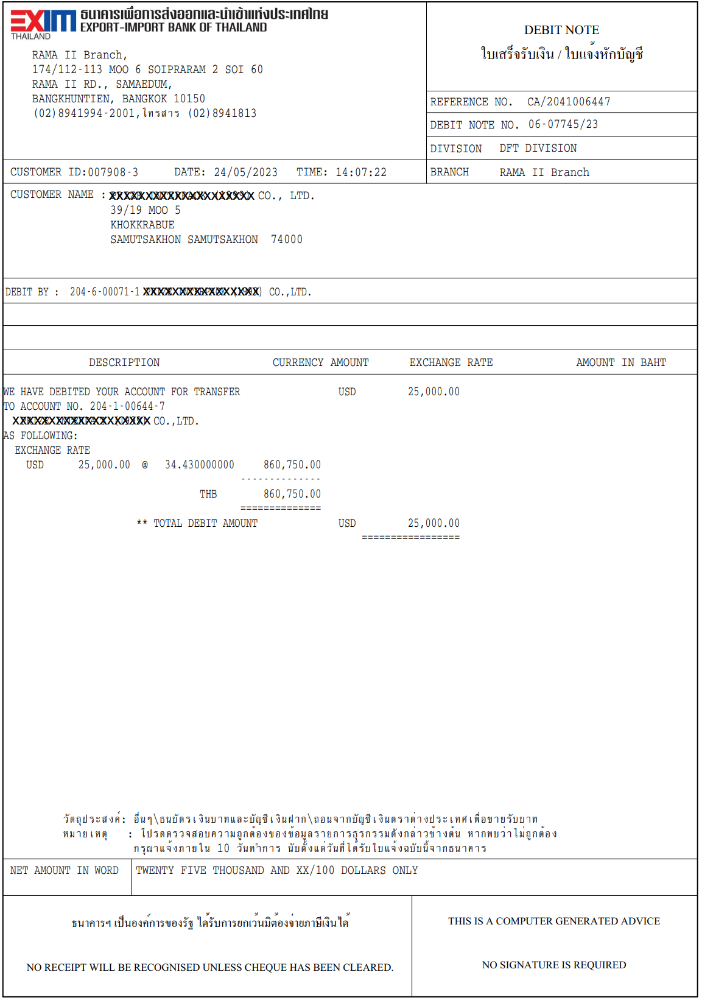 EXIM
THAILAND
ธนาคารเพื่อการส่งออกและนำเข้าแห่งประเทศไทย
EXPORT-IMPORT BANK OF THAILAND
RAMA II Branch,
174/112-113 MOO 6 SOIPRARAM 2 SOI 60
RAMA II RD., SAMAEDUM,
BANGKHUNTIEN, BANGKOK 10150
(02)8941994-2001,โทรสาร (02)8941813
DEBIT NOTE
ใบเสร็จรับเงิน / ใบแจ้งหักบัญชี
REFERENCE NO. CA/2041006447
DEBIT NOTE NO. 06-07745/23
DIVISION DFT DIVISION
CUSTOMER ID:007908-3 DATE: 24/05/2023 TIME: 14:07:22
BRANCH RAMA II Branch
CUSTOMER NAME : CO., LTD.
39/19 MOO 5
KHOKKRABUE
SAMUTSAKHON SAMUTSAKHON 74000
DEBIT BY : 204-6-00071-1 CO.,LTD.
DESCRIPTION CURRENCY AMOUNT EXCHANGE RATE AMOUNT IN BAHT
WE HAVE DEBITED YOUR ACCOUNT FOR TRANSFER USD 25,000.00
TO ACCOUNT NO. 204-1-00644-7
CO.,LTD.
AS FOLLOWING:
EXCHANGE RATE
USD 25,000.00 @ 34.430000000 860,750.00
--------------
THB 860,750.00
==============
** TOTAL DEBIT AMOUNT USD 25,000.00
=================
วัตถุประสงค์: อื่นๆ\ธนบัตรเงินบาทและบัญชีเงินฝาก\ถอนจากบัญชีเงินตราต่างประเทศเพื่อขายรับบาท
หมายเหตุ : โปรดตรวจสอบความถูกต้องของข้อมูลรายการธุรกรรมดังกล่าวข้างต้น หากพบว่าไม่ถูกต้อง
กรุณาแจ้งภายใน 10 วันทำการ นับตั้งแต่วันที่ได้รับใบแจ้งฉบับนี้จากธนาคาร
NET AMOUNT IN WORD TWENTY FIVE THOUSAND AND XX/100 DOLLARS ONLY
ธนาคารฯ เป็นองค์การของรัฐ ได้รับการยกเว้นมิต้องจ่ายภาษีเงินได้
NO RECEIPT WILL BE RECOGNISED UNLESS CHEQUE HAS BEEN CLEARED.
THIS IS A COMPUTER GENERATED ADVICE
NO SIGNATURE IS REQUIRED